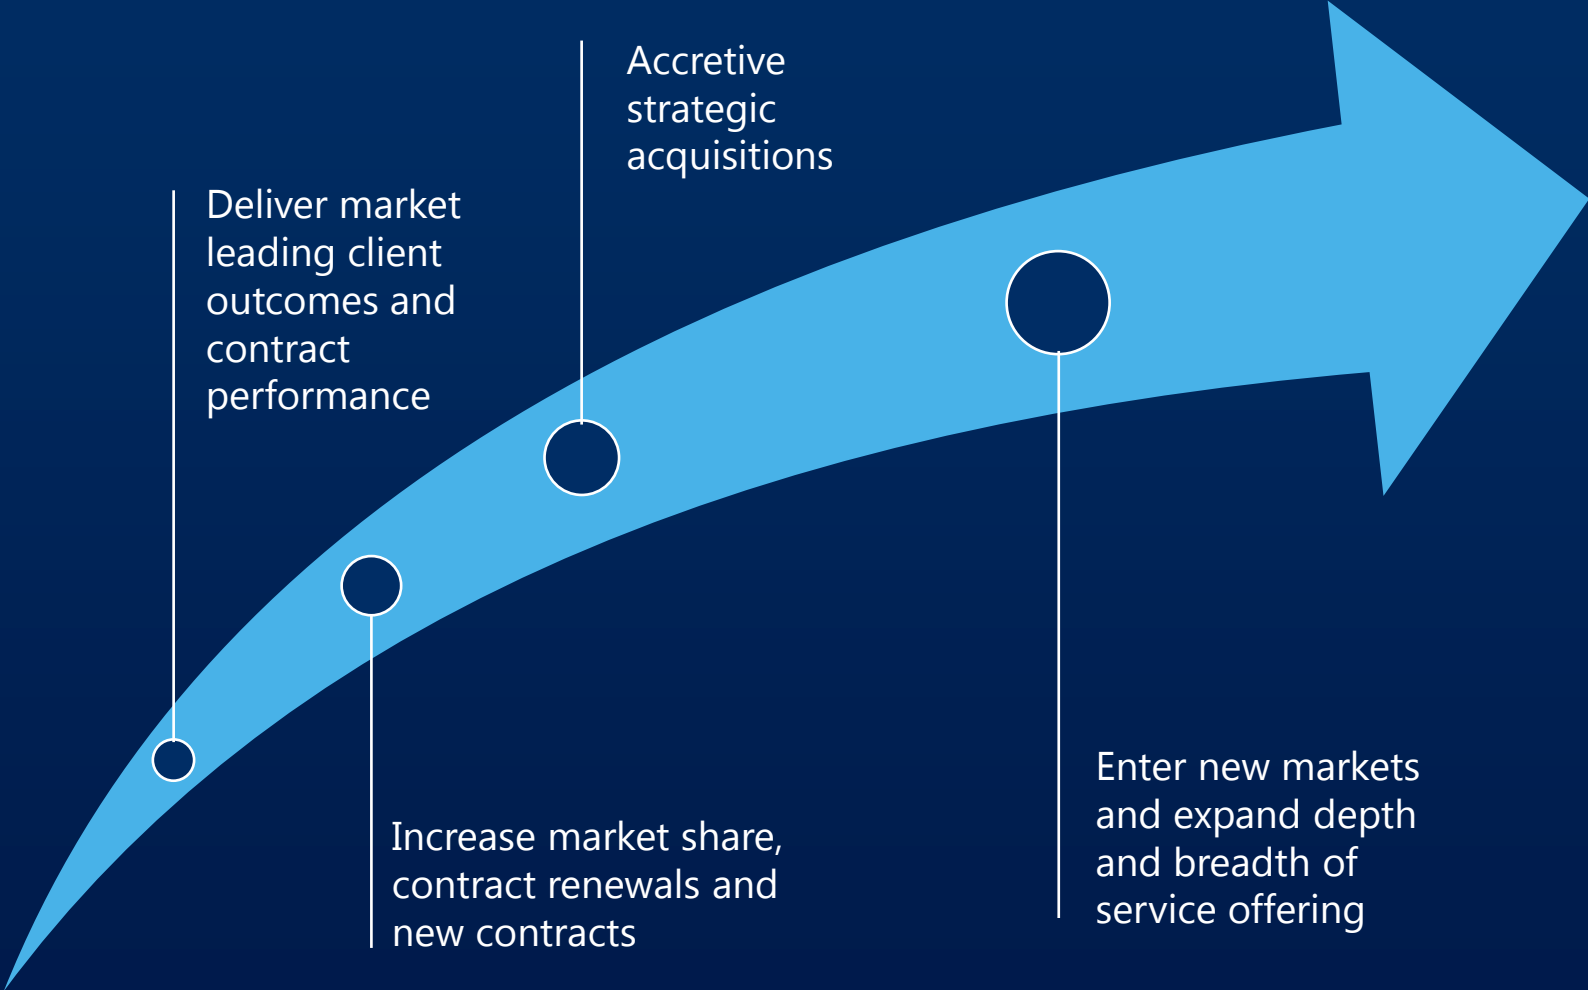 Deliver market
leading client
outcomes and
contract
performance
Increase market share,
contract renewals and
new contracts
Accretive
strategic
acquisitions
Enter new markets
and expand depth
and breadth of
service offering